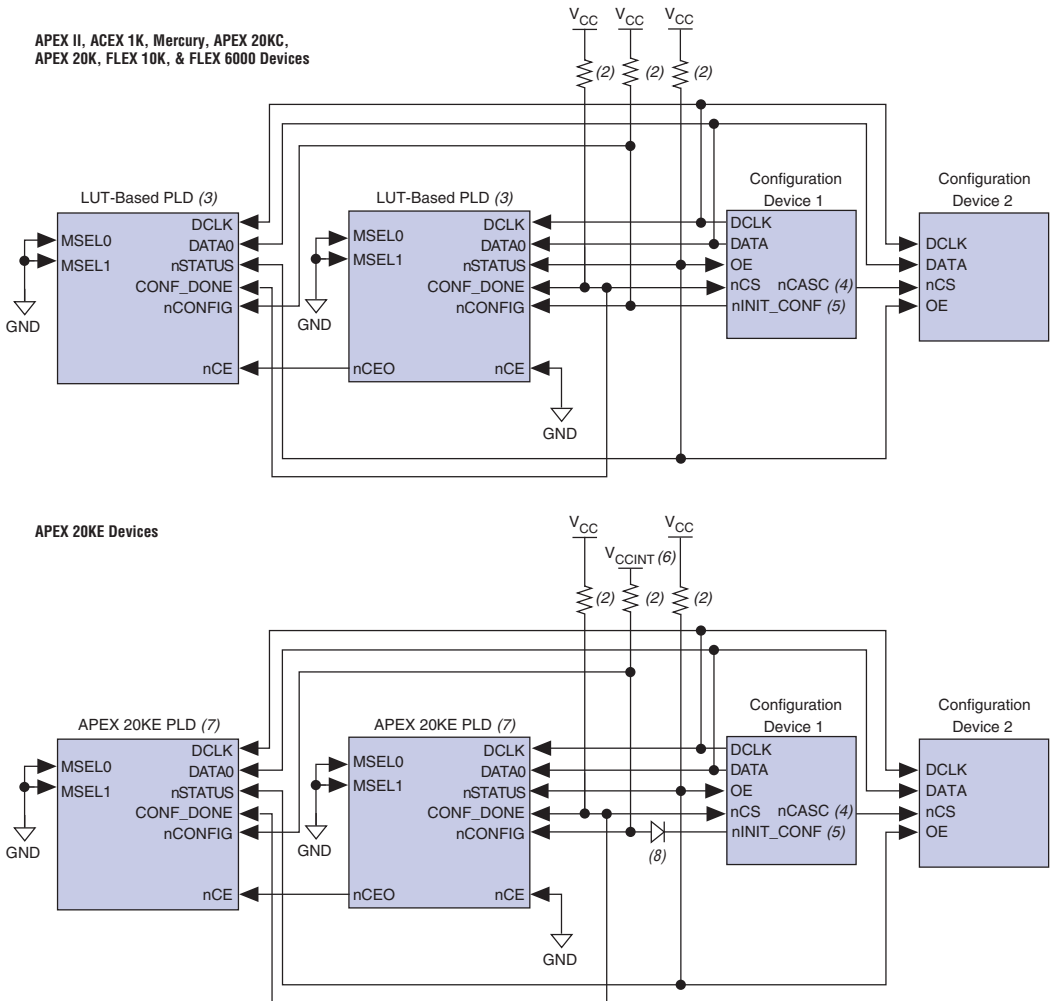 APEX II, ACEX 1K, Mercury, APEX 20KC,
APEX 20K, FLEX 10K, & FLEX 6000 Devices
VCC VCC VCC
(2) (2) (2)
LUT-Based PLD (3)
MSEL0
MSEL1
DCLK
DATA0
nSTATUS
CONF_DONE
nCONFIG
nCE
GND
LUT-Based PLD (3)
MSEL0
MSEL1
DCLK
DATA0
nSTATUS
CONF_DONE
nCONFIG
nCEO nCE
GND
GND
Configuration
Device 1
DCLK
DATA
OE
nCS nCASC (4)
nINIT_CONF (5)
Configuration
Device 2
DCLK
DATA
nCS
OE
APEX 20KE Devices
VCC VCCINT (6) VCC
(2) (2) (2)
APEX 20KE PLD (7)
MSEL0
MSEL1
DCLK
DATA0
nSTATUS
CONF_DONE
nCONFIG
nCE
GND
APEX 20KE PLD (7)
MSEL0
MSEL1
DCLK
DATA0
nSTATUS
CONF_DONE
nCONFIG
nCEO nCE
GND
GND
(8)
Configuration
Device 1
DCLK
DATA
OE
nCS nCASC (4)
nINIT_CONF (5)
Configuration
Device 2
DCLK
DATA
nCS
OE